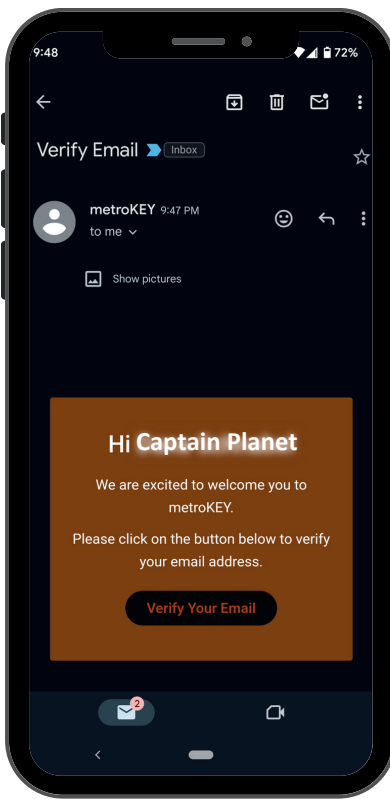 9:48 72%
Verify Email Inbox
metroKEY 9:47 PM
to me
Show pictures
Hi Captain Planet
We are excited to welcome you to
metroKEY.
Please click on the button below to verify
your email address.
Verify Your Email
2